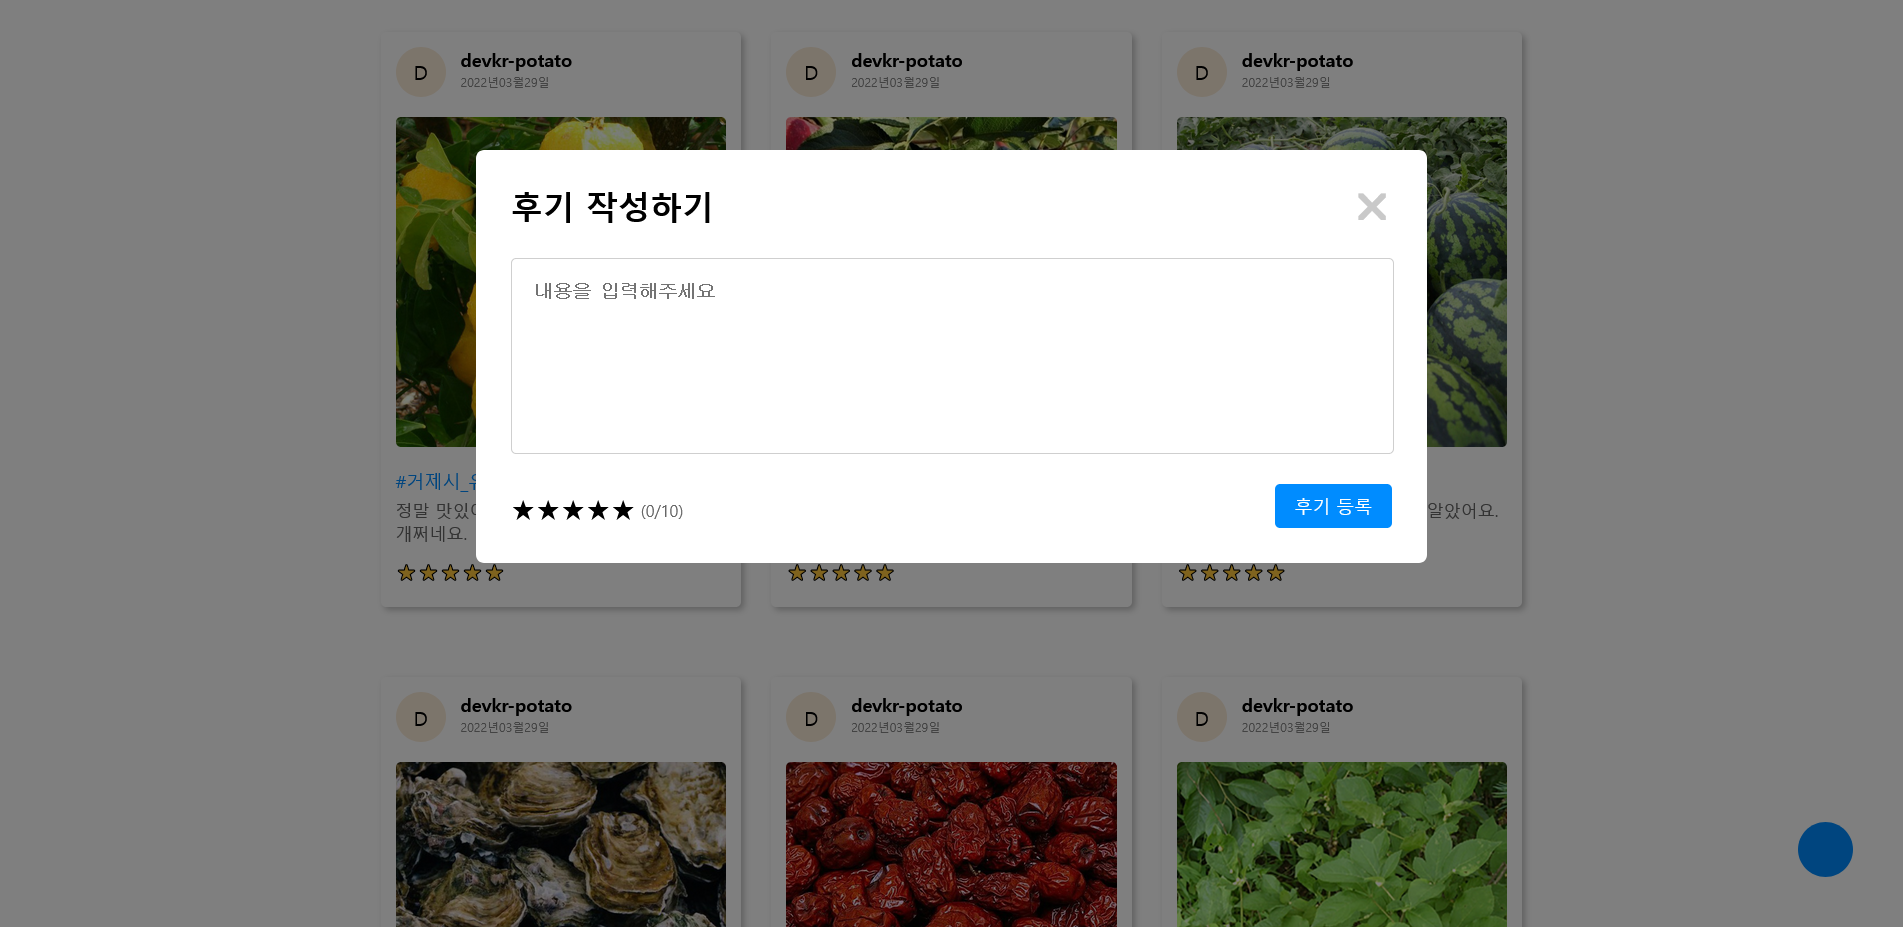 devkr-potato
2022년03월29일
D
devkr-potato
2022년03월29일
D
devkr-potato
2022년03월29일
D
후기 작성하기
내용을 입력해주세요
(0/10)
후기 등록
#거제시_
정말 맛있
개쩌네요.
알았어요.
devkr-potato
2022년03월29일
D
devkr-potato
2022년03월29일
D
devkr-potato
2022년03월29일
D